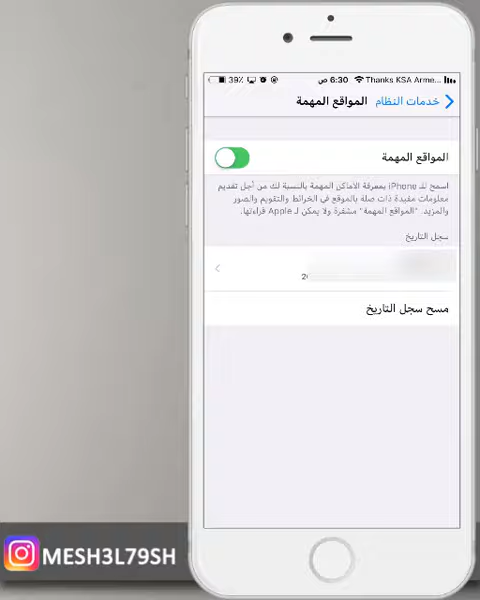 39% 6:30 ص Thanks KSA Arme...
خدمات النظام المواقع المهمة
المواقع المهمة
اسمح للـ iPhone بمعرفة الأماكن المهمة بالنسبة لك من أجل تقديم
معلومات مفيدة ذات صلة بالموقع في الخرائط والتقويم والصور
والمزيد. "المواقع المهمة" مشفرة ولا يمكن لـ Apple قراءتها.
سجل التاريخ
مسح سجل التاريخ
MESH3L79SH